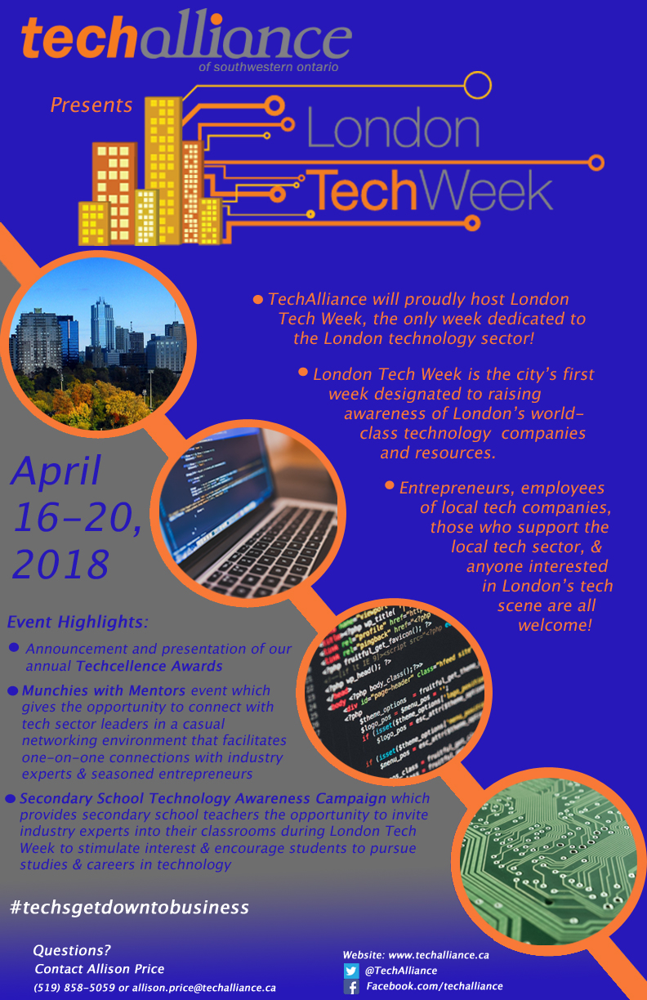 techalliance
of southwestern ontario
Presents
London
TechWeek
TechAlliance will proudly host London
Tech Week, the only week dedicated to
the London technology sector!
London Tech Week is the city's first
week designated to raising
awareness of London's world-
class technology companies
and resources.
Entrepreneurs, employees
of local tech companies,
those who support the
local tech sector, &
anyone interested
in London's tech
scene are all
welcome!
April
16-20,
2018
Event Highlights:
Announcement and presentation of our
annual Techcellence Awards
Munchies with Mentors event which
gives the opportunity to connect with
tech sector leaders in a casual
networking environment that facilitates
one-on-one connections with industry
experts & seasoned entrepreneurs
Secondary School Technology Awareness Campaign which
provides secondary school teachers the opportunity to invite
industry experts into their classrooms during London Tech
Week to stimulate interest & encourage students to pursue
studies & careers in technology
#techsgetdowntobusiness
Questions?
Contact Allison Price
(519) 858-5059 or allison.price@techalliance.ca
Website: www.techalliance.ca
@TechAlliance
Facebook.com/techalliance